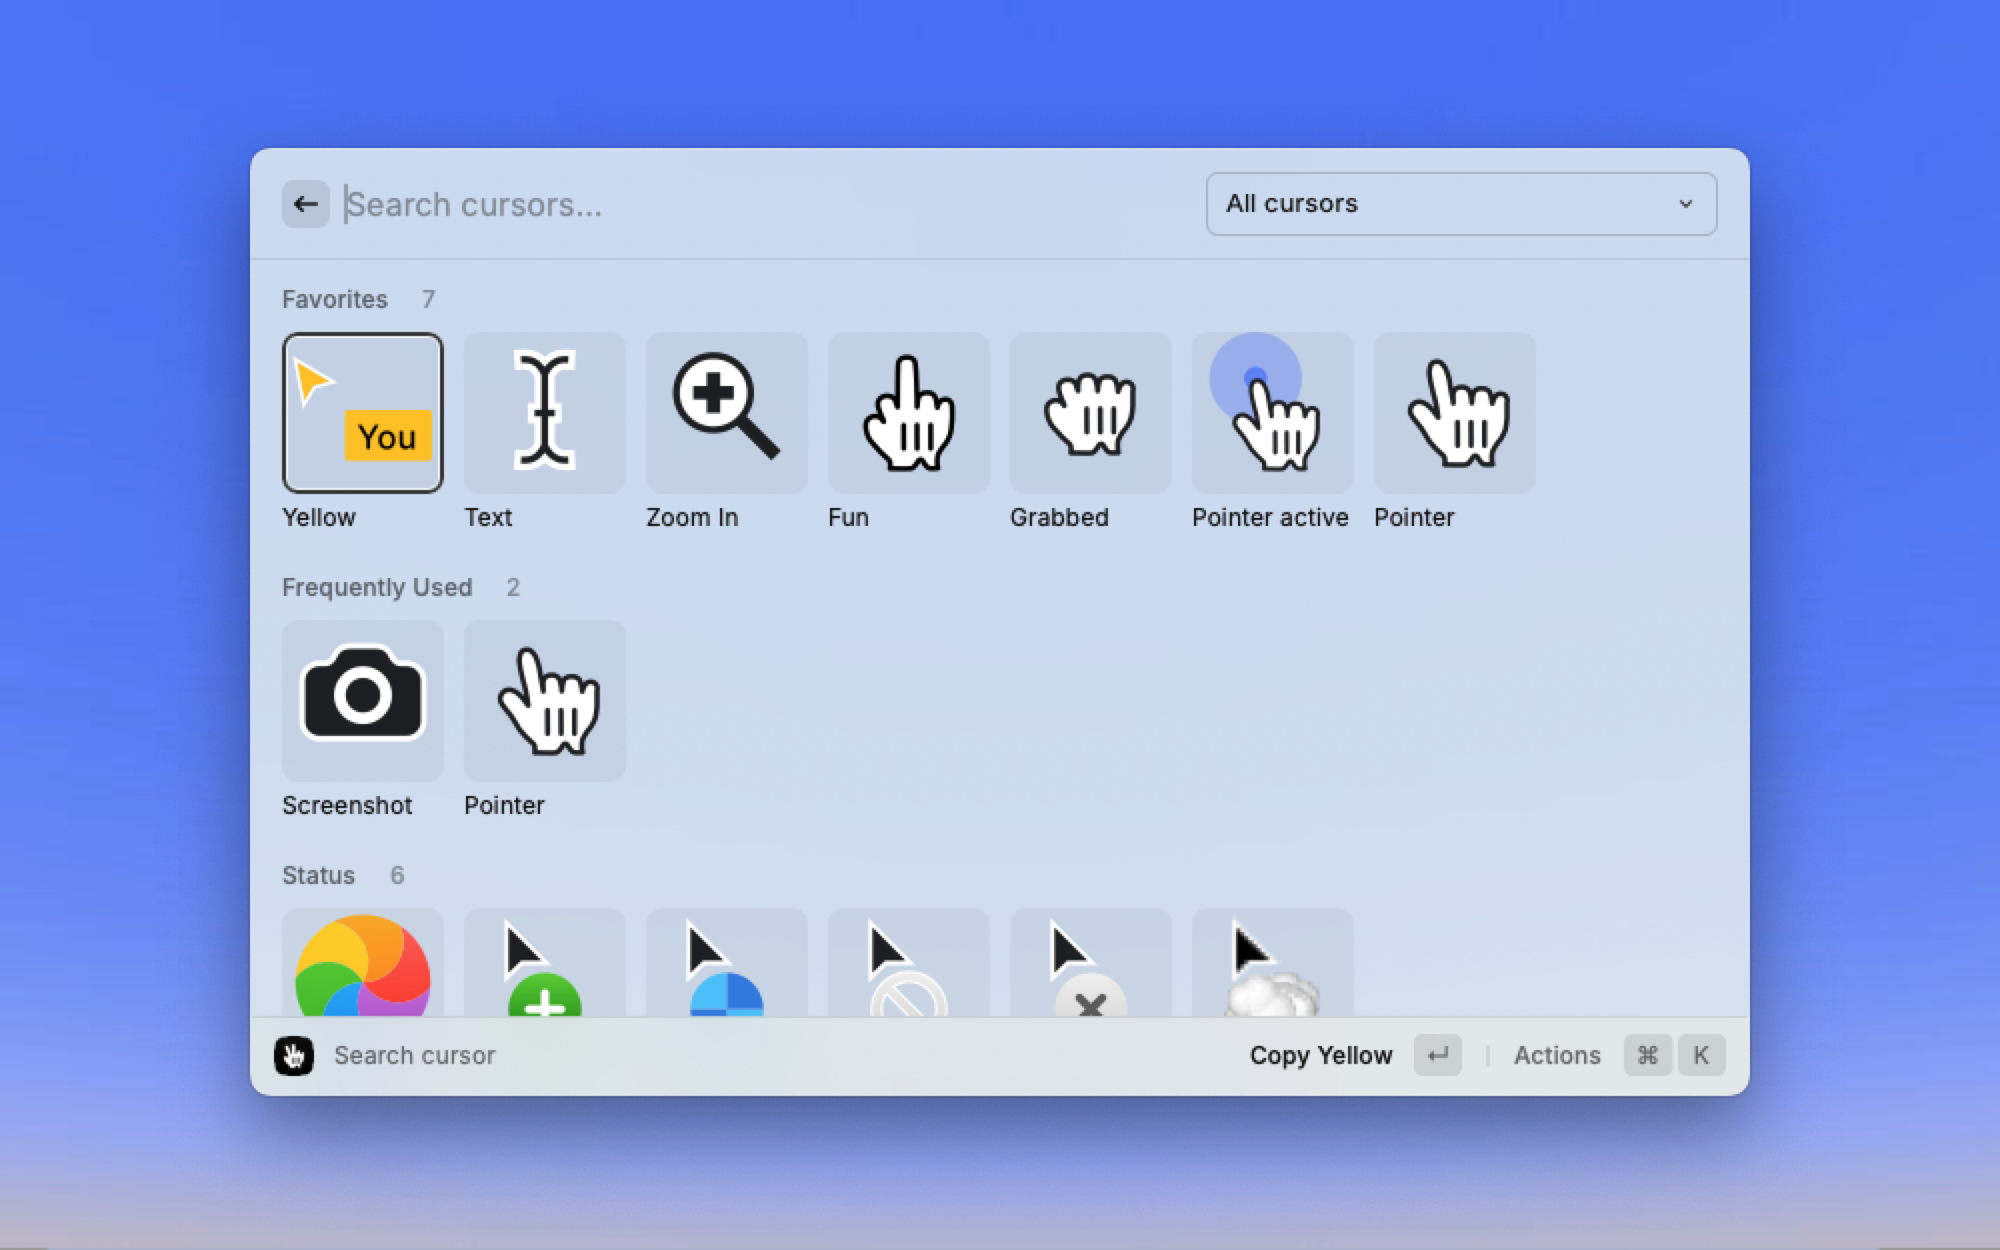 Search cursors...
All cursors
Favorites 7
You
Yellow
Text
Zoom In
Fun
Grabbed
Pointer active
Pointer
Frequently Used 2
Screenshot
Pointer
Status 6
Search cursor
Copy Yellow
Actions ⌘ K